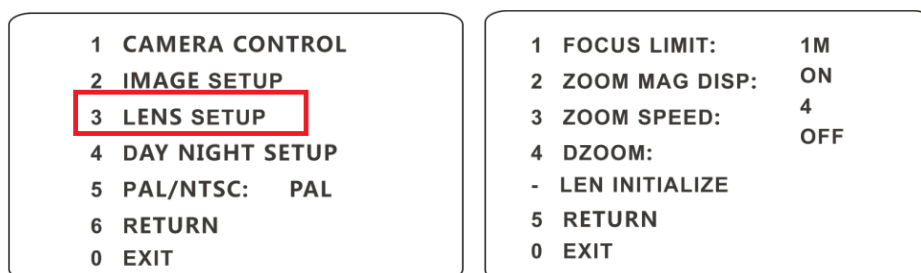 1 CAMERA CONTROL
2 IMAGE SETUP
3 LENS SETUP
4 DAY NIGHT SETUP
5 PAL/NTSC: PAL
6 RETURN
0 EXIT
1 FOCUS LIMIT: 1M
2 ZOOM MAG DISP: ON
3 ZOOM SPEED: 4
4 DZOOM: OFF
- LEN INITIALIZE
5 RETURN
0 EXIT